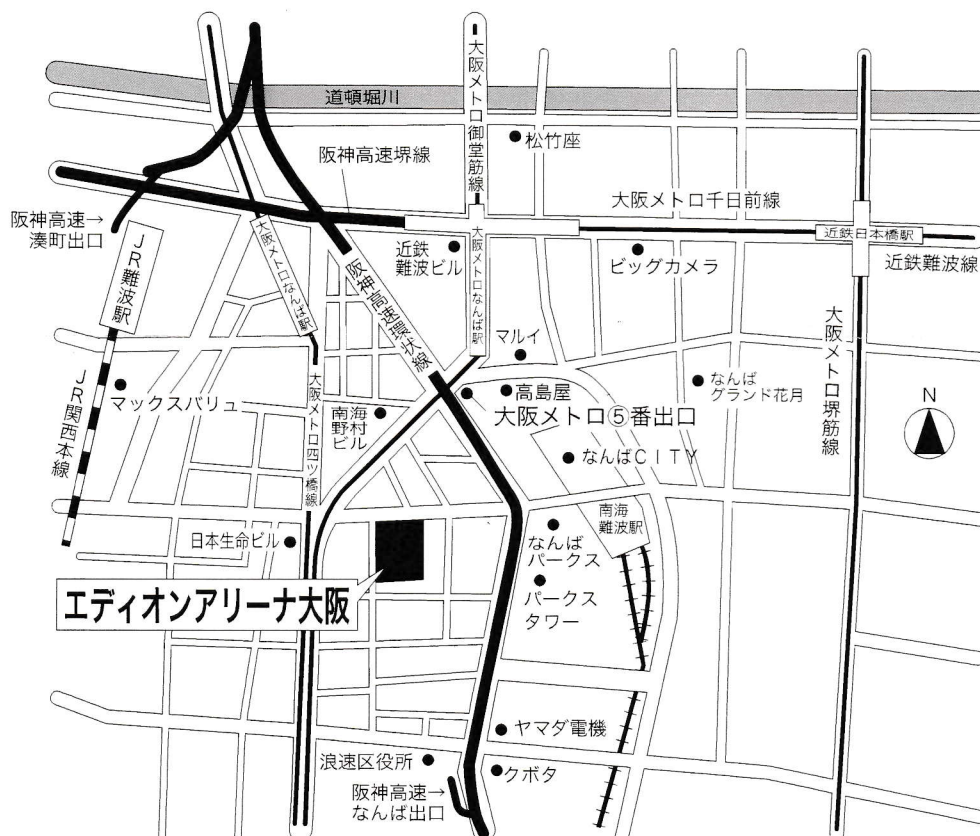 道頓堀川
大阪メトロ御堂筋線
松竹座
阪神高速堺線
大阪メトロ千日前線
阪神高速→
湊町出口
大阪メトロなんば駅
近鉄
難波ビル
大阪メトロなんば駅
ビッグカメラ
近鉄日本橋駅
近鉄難波線
JR難波駅
阪神高速環状線
マルイ
大阪メトロ堺筋線
マックスバリュ
JR関西本線
大阪メトロ四ツ橋線
南海
野村
ビル
高島屋
大阪メトロ⑤番出口
なんば
グランド花月
N
なんばCITY
日本生命ビル
南海
難波駅
なんば
パークス
エディオンアリーナ大阪
パークス
タワー
ヤマダ電機
浪速区役所
クボタ
阪神高速→
なんば出口